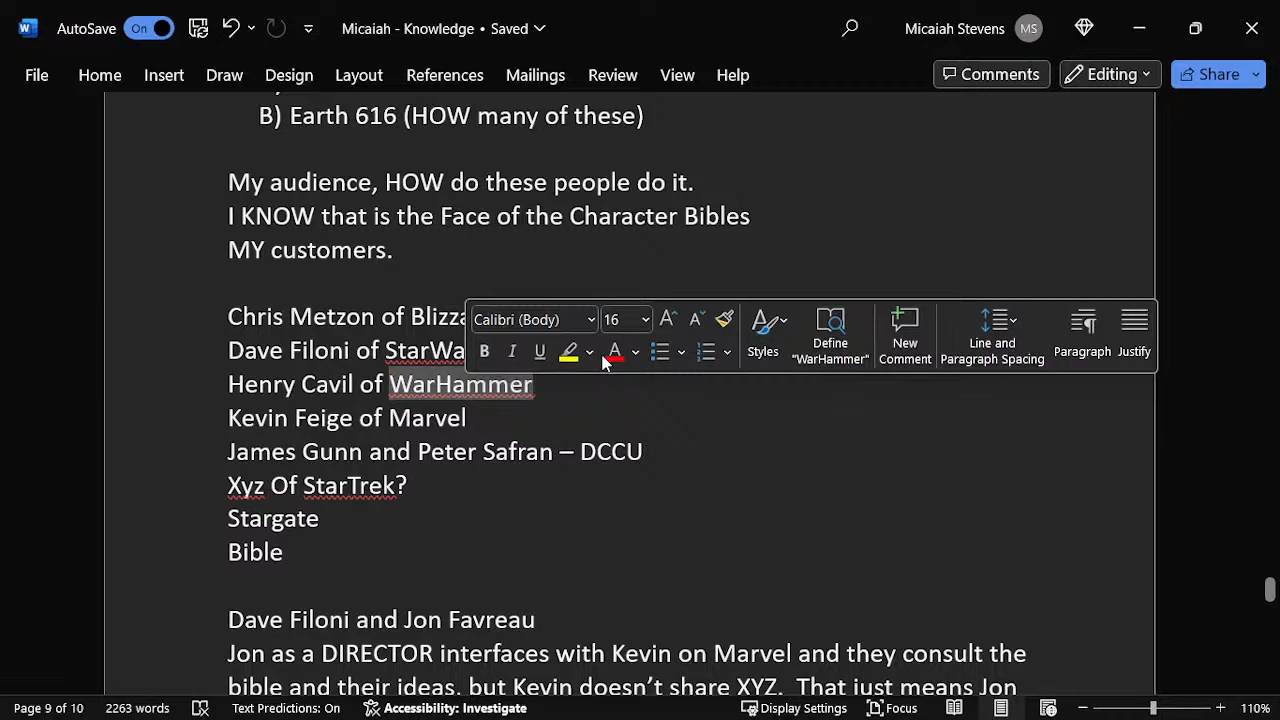 AutoSave On Micaiah - Knowledge • Saved Micaiah Stevens MS
File Home Insert Draw Design Layout References Mailings Review View Help Comments Editing Share
B) Earth 616 (HOW many of these)
My audience, HOW do these people do it.
I KNOW that is the Face of the Character Bibles
MY customers.
Chris Metzon of Blizza
Calibri (Body) 16
Styles Define "WarHammer" New Comment Line and Paragraph Spacing Paragraph Justify
Dave Filoni of StarWa
Henry Cavil of WarHammer
Kevin Feige of Marvel
James Gunn and Peter Safran – DCCU
Xyz Of StarTrek?
Stargate
Bible
Dave Filoni and Jon Favreau
Jon as a DIRECTOR interfaces with Kevin on Marvel and they consult the
bible and their ideas, but Kevin doesn't share XYZ. That just means Jon
Page 9 of 10 2263 words Text Predictions: On Accessibility: Investigate Display Settings Focus 110%